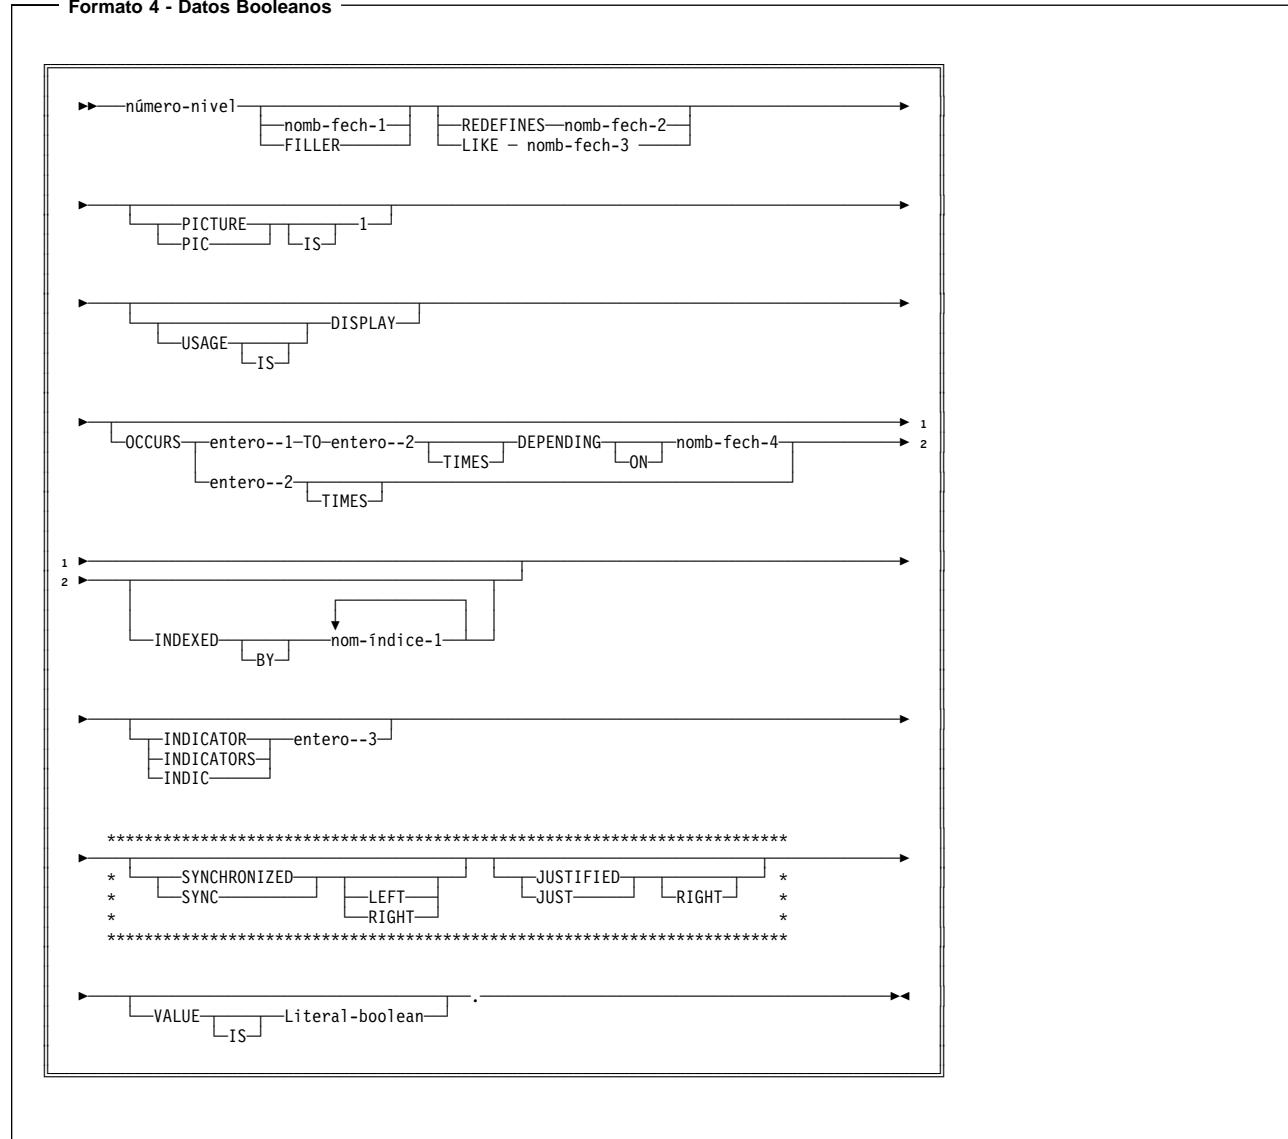 Formato 4 - Datos Booleanos
número-nivel
nomb-fech-1 REDEFINES nomb-fech-2
FILLER LIKE - nomb-fech-3
PICTURE 1
PIC IS
DISPLAY
USAGE
IS
1
OCCURS entero--1 TO entero--2 DEPENDING nomb-fech-4 2
TIMES ON
entero--2
TIMES
1
2
INDEXED nom-índice-1
BY
INDICATOR entero--3
INDICATORS
INDIC
*************************************************************************
* SYNCHRONIZED JUSTIFIED *
* SYNC LEFT JUST RIGHT *
* RIGHT *
*************************************************************************
.
VALUE Literal-boolean
IS